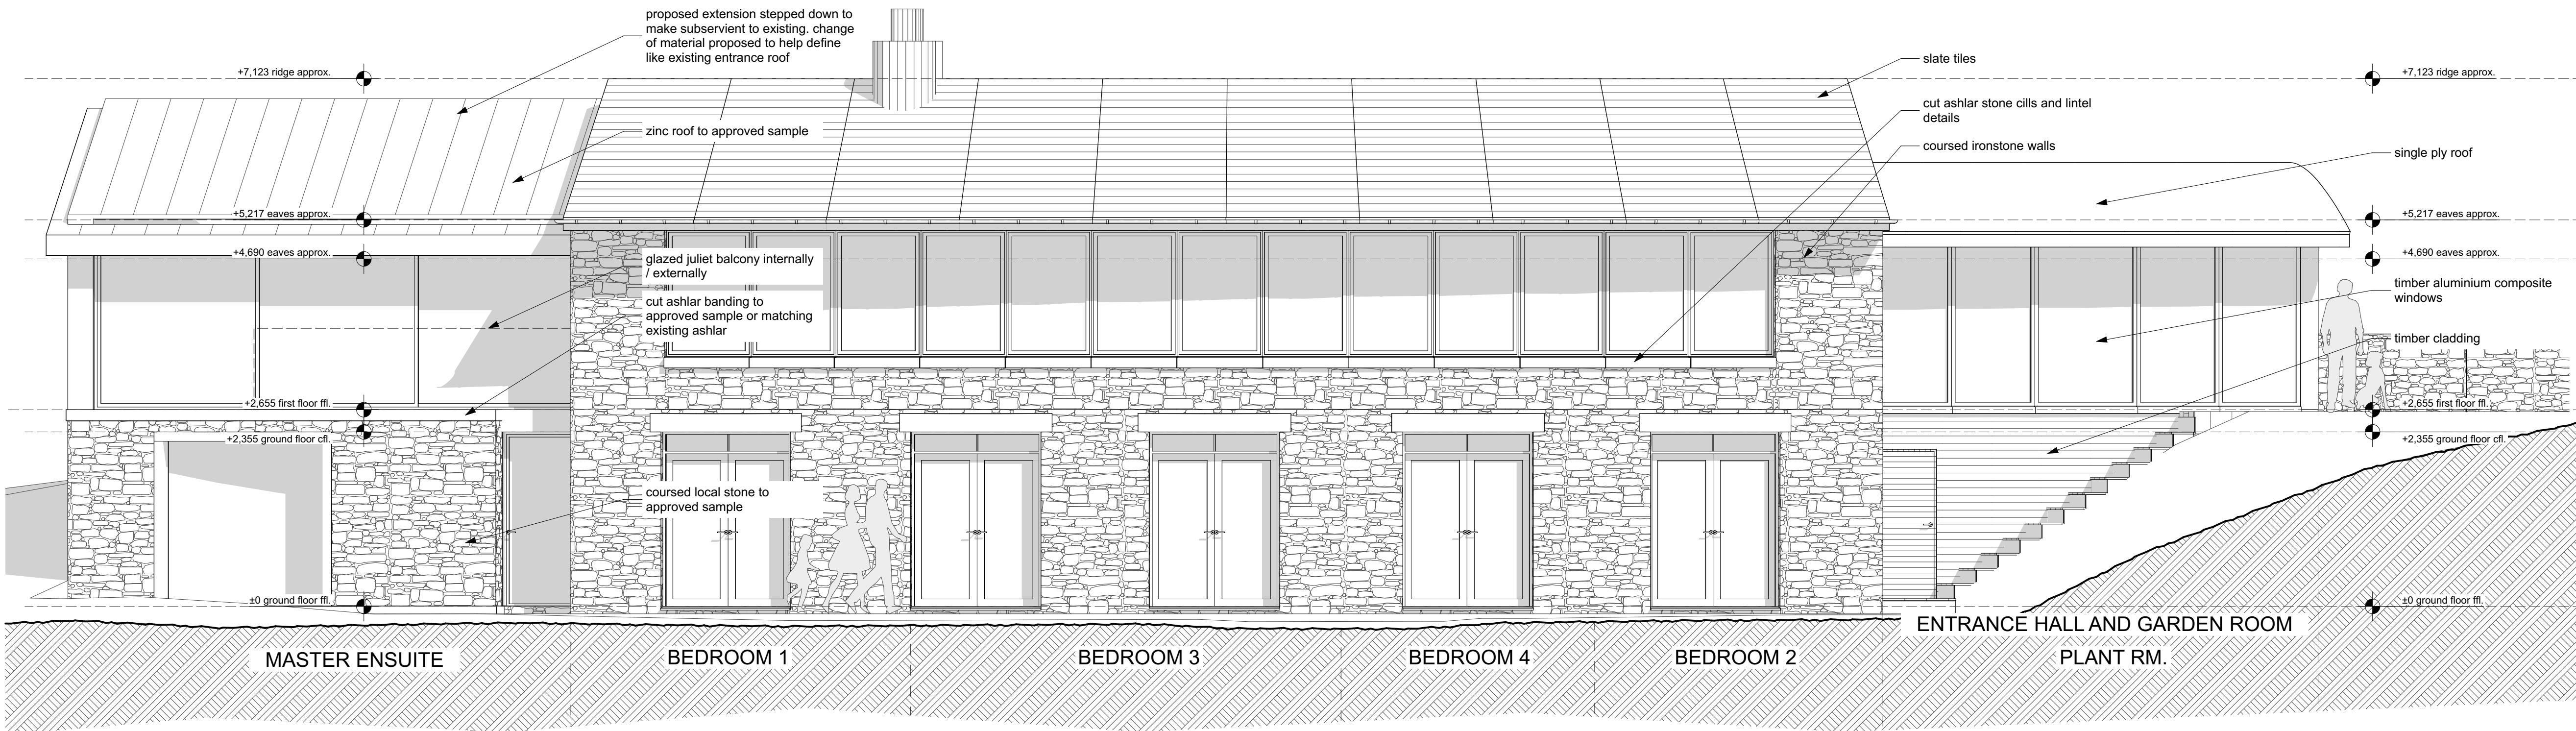 proposed extension stepped down to
make subservient to existing. change
of material proposed to help define
like existing entrance roof
+7,123 ridge approx.
zinc roof to approved sample
+5,217 eaves approx.
+4,690 eaves approx.
glazed juliet balcony internally
/ externally
cut ashlar banding to
approved sample or matching
existing ashlar
+2,655 first floor ffl.
+2,355 ground floor cfl.
coursed local stone to
approved sample
±0 ground floor ffl.
slate tiles
+7,123 ridge approx.
cut ashlar stone cills and lintel
details
coursed ironstone walls
single ply roof
+5,217 eaves approx.
+4,690 eaves approx.
timber aluminium composite
windows
timber cladding
+2,655 first floor ffl.
+2,355 ground floor cfl.
±0 ground floor ffl.
MASTER ENSUITE
BEDROOM 1
BEDROOM 3
BEDROOM 4
BEDROOM 2
ENTRANCE HALL AND GARDEN ROOM
PLANT RM.